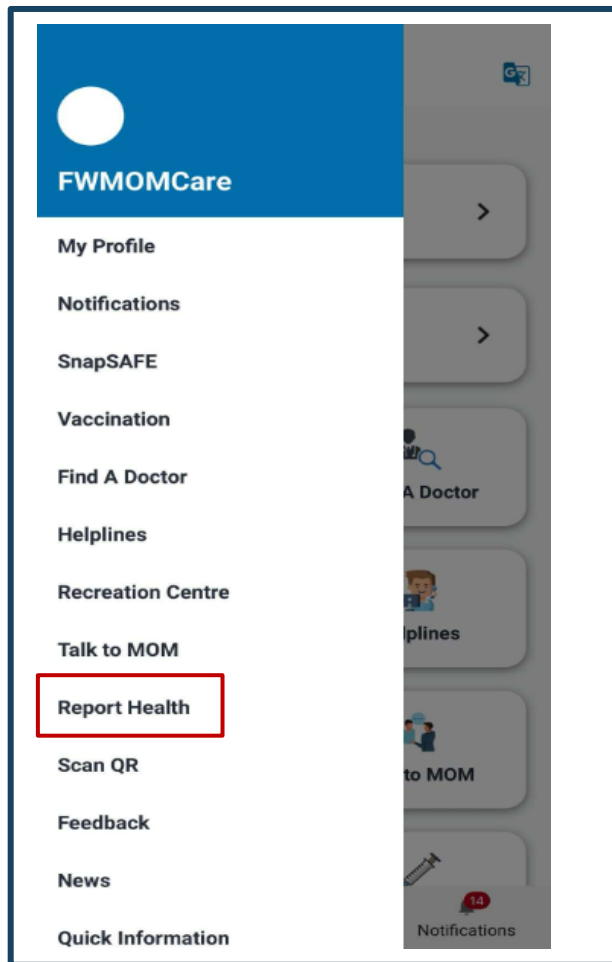 FWMOMCare
My Profile
Notifications
SnapSAFE
Vaccination
Find A Doctor
Helplines
Recreation Centre
Talk to MOM
Report Health
Scan QR
Feedback
News
Quick Information
A Doctor
lplines
to MOM
14
Notifications